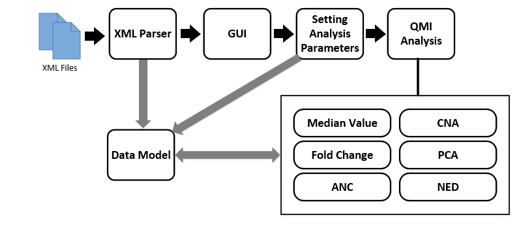 XML Files
XML Parser
GUI
Setting
Analysis
Parameters
QMI
Analysis
Data Model
Median Value
CNA
Fold Change
PCA
ANC
NED